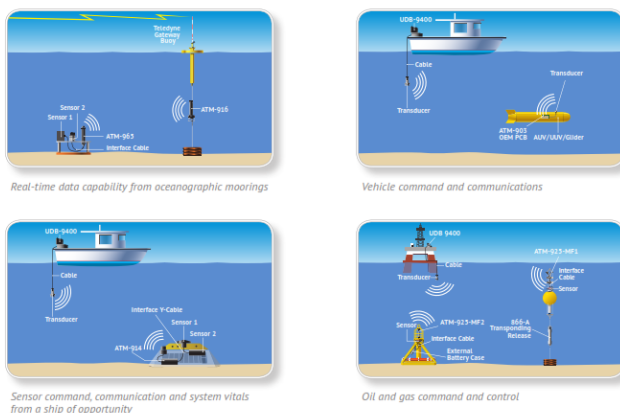 Teledyne
Gateway
Buoy
Sensor 2
Sensor 1
ATM-916
ATM-965
Interface Cable
Real-time data capability from oceanographic moorings
UDB-9400
Cable
Transducer
Transducer
ATM-903
OEM PCB
AUV/UUV/Glider
Vehicle command and communications
UDB-9400
Cable
Transducer
Interface Y-Cable
Sensor 1
Sensor 2
ATM-914
Sensor command, communication and system vitals
from a ship of opportunity
UDB 9400
Cable
Transducer
ATM-925-MF1
Interface
Cable
Sensor
Sensor
ATM-925-MF2
Interface Cable
External
Battery Case
866-A
Transponding
Release
Oil and gas command and control